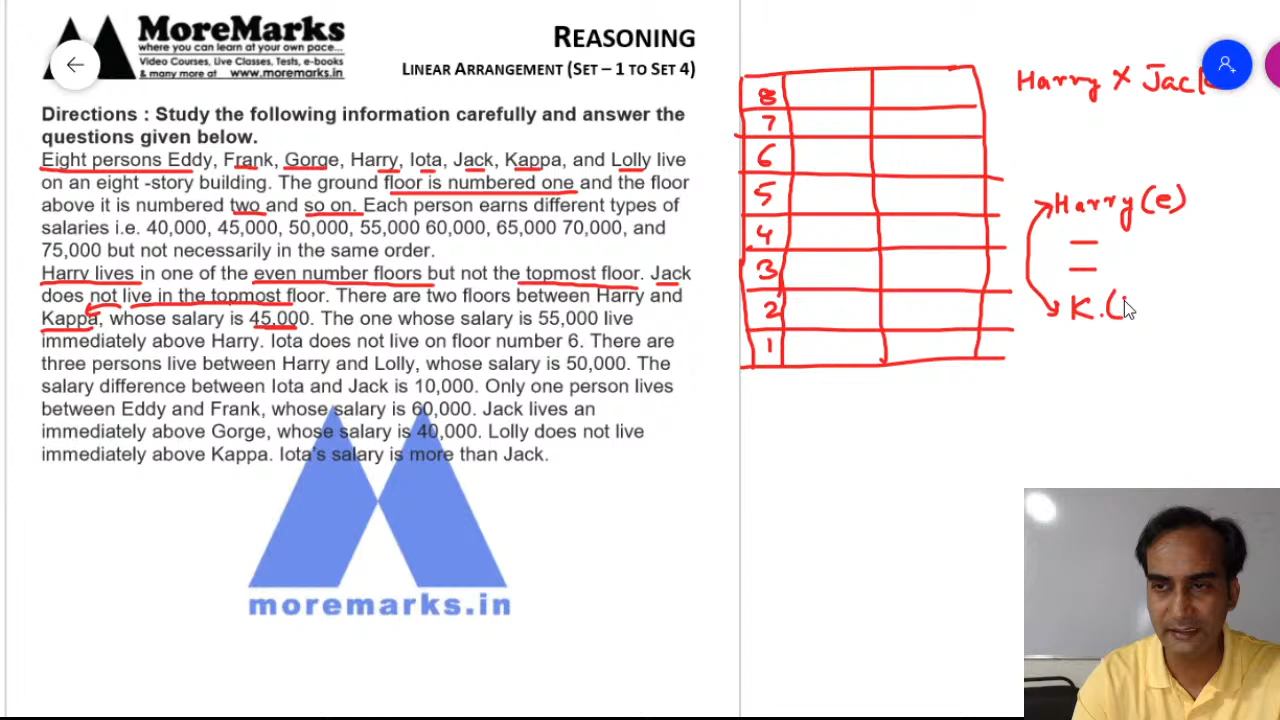 MoreMarks
where you can learn at your own pace...
Video Courses, Live Classes, Tests, e-books
& many more at www.moremarks.in
REASONING
LINEAR ARRANGEMENT (SET – 1 TO SET 4)
Directions : Study the following information carefully and answer the
questions given below.
Eight persons Eddy, Frank, Gorge, Harry, Iota, Jack, Kappa, and Lolly live
on an eight -story building. The ground floor is numbered one and the floor
above it is numbered two and so on. Each person earns different types of
salaries i.e. 40,000, 45,000, 50,000, 55,000 60,000, 65,000 70,000, and
75,000 but not necessarily in the same order.
Harry lives in one of the even number floors but not the topmost floor. Jack
does not live in the topmost floor. There are two floors between Harry and
Kappa, whose salary is 45,000. The one whose salary is 55,000 live
immediately above Harry. Iota does not live on floor number 6. There are
three persons live between Harry and Lolly, whose salary is 50,000. The
salary difference between Iota and Jack is 10,000. Only one person lives
between Eddy and Frank, whose salary is 60,000. Jack lives an
immediately above Gorge, whose salary is 40,000. Lolly does not live
immediately above Kappa. Iota's salary is more than Jack.
moremarks.in
8
7
6
5
4
3
2
1
Harry X Jack
Harry (e)
K. (